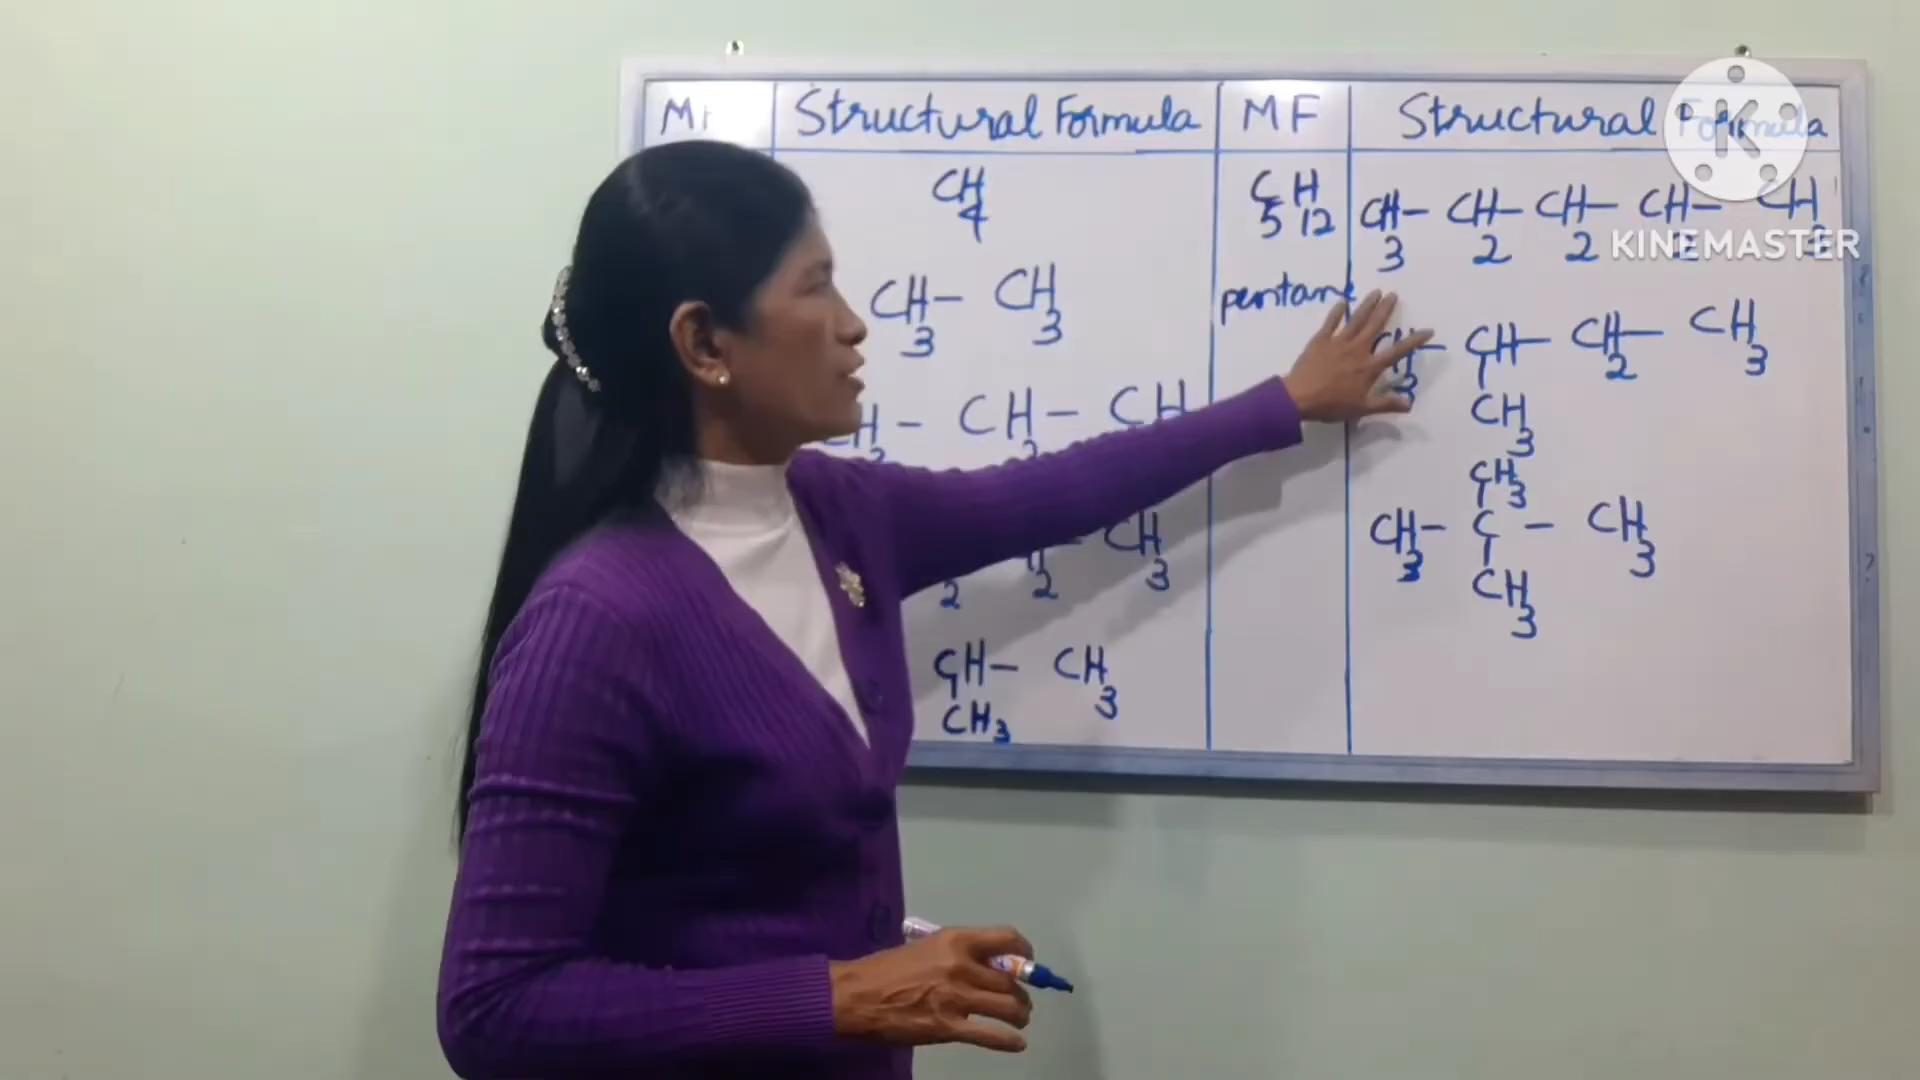 Structural Formula
CH4
CH3- CH3
CH3
CH- CH3
CH3
MF
C5H12
pentane
Structural Formula
CH3- CH2- CH2- CH2- CH3
CH- CH2- CH3
CH3
CH3
CH3- C - CH3
CH3
K
KINEMASTER